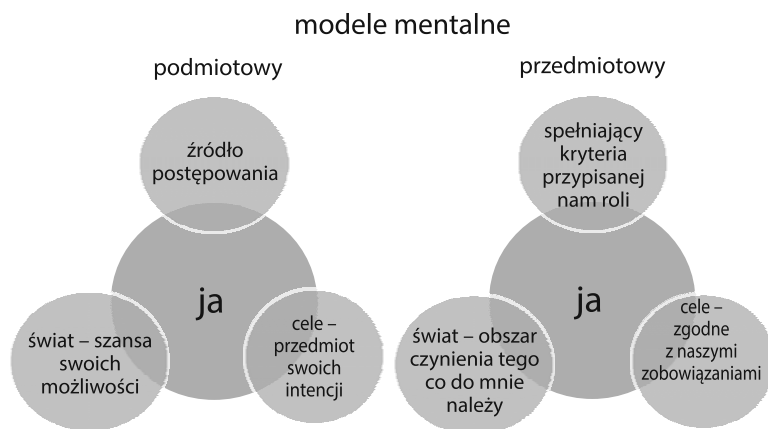 modele mentalne
podmiotowy
źródło
postępowania
ja
świat – szansa
swoich
możliwości
cele –
przedmiot
swoich
intencji
przedmiotowy
spełniający
kryteria
przypisanej
nam roli
ja
świat – obszar
czynienia tego
co do mnie
należy
cele –
zgodne
z naszymi
zobowiązaniami